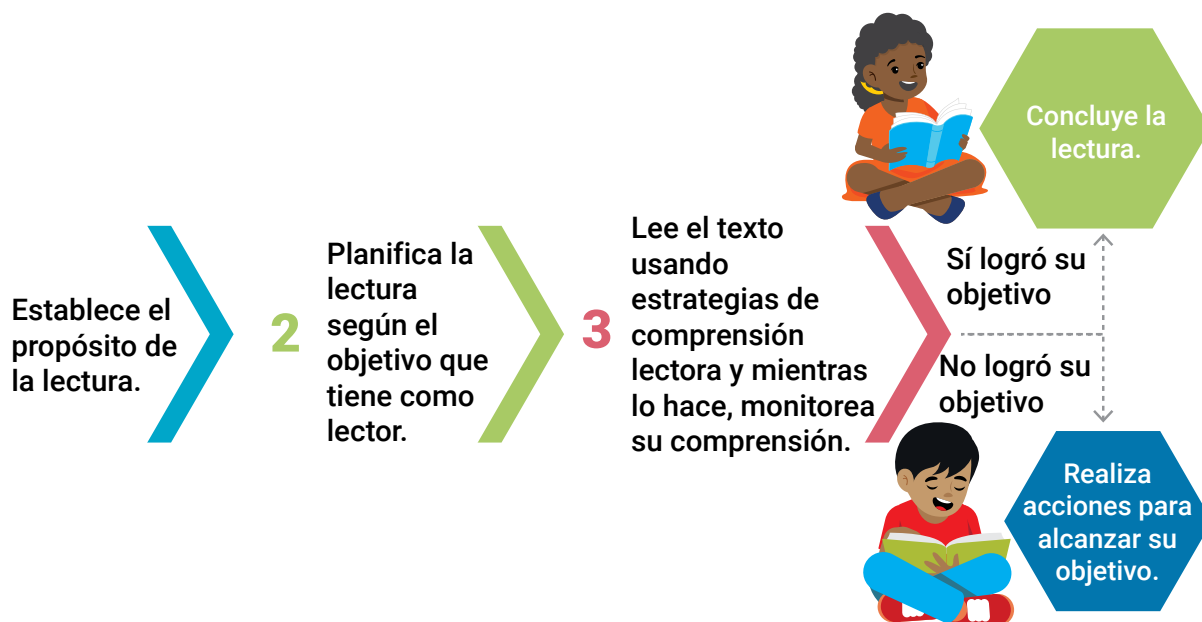 Establece el
propósito de
la lectura.
2
Planifica la
lectura
según el
objetivo que
tiene como
lector.
3
Lee el texto
usando
estrategias de
comprensión
lectora y mientras
lo hace, monitorea
su comprensión.
Sí logró su
objetivo
Concluye la
lectura.
No logró su
objetivo
Realiza
acciones para
alcanzar su
objetivo.